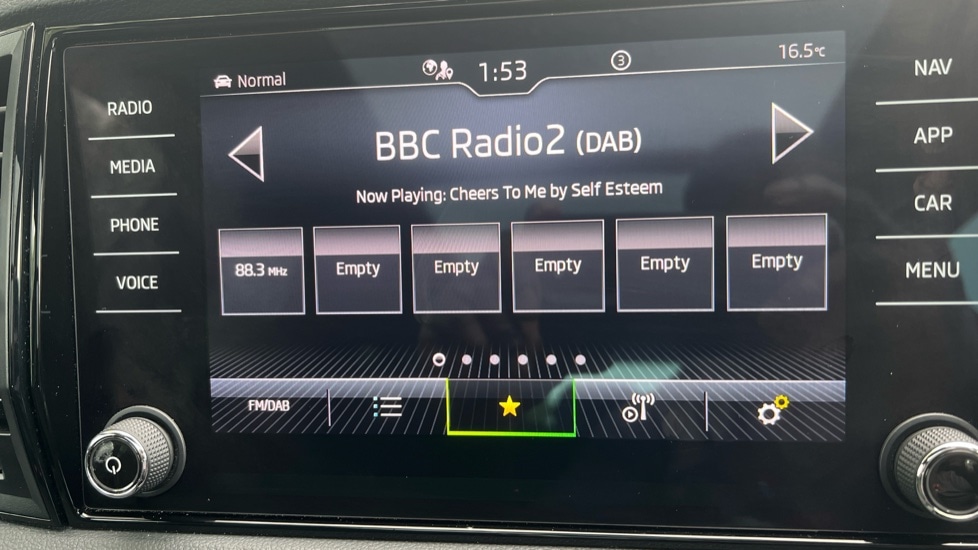 Normal
1:53
3
16.5°C
RADIO
MEDIA
PHONE
VOICE
BBC Radio2 (DAB)
Now Playing: Cheers To Me by Self Esteem
88.3 MHz
Empty
Empty
Empty
Empty
Empty
FM/DAB
NAV
APP
CAR
MENU